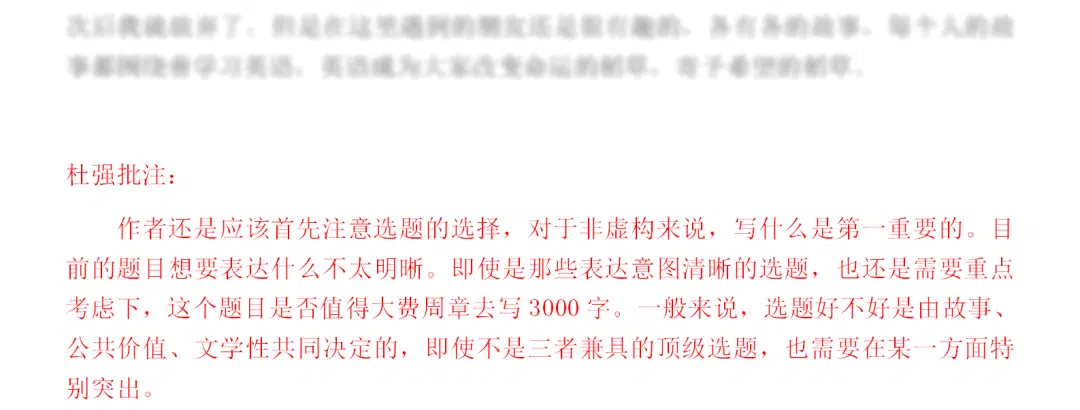 杜强批注：
作者还是应该首先注意选题的选择，对于非虚构来说，写什么是第一重要的。目
前的题目想要表达什么不太明晰。即使是那些表达意图清晰的选题，也还是需要重点
考虑下，这个题目是否值得大费周章去写 3000 字。一般来说，选题好不好是由故事、
公共价值、文学性共同决定的，即使不是三者兼具的顶级选题，也需要在某一方面特
别突出。